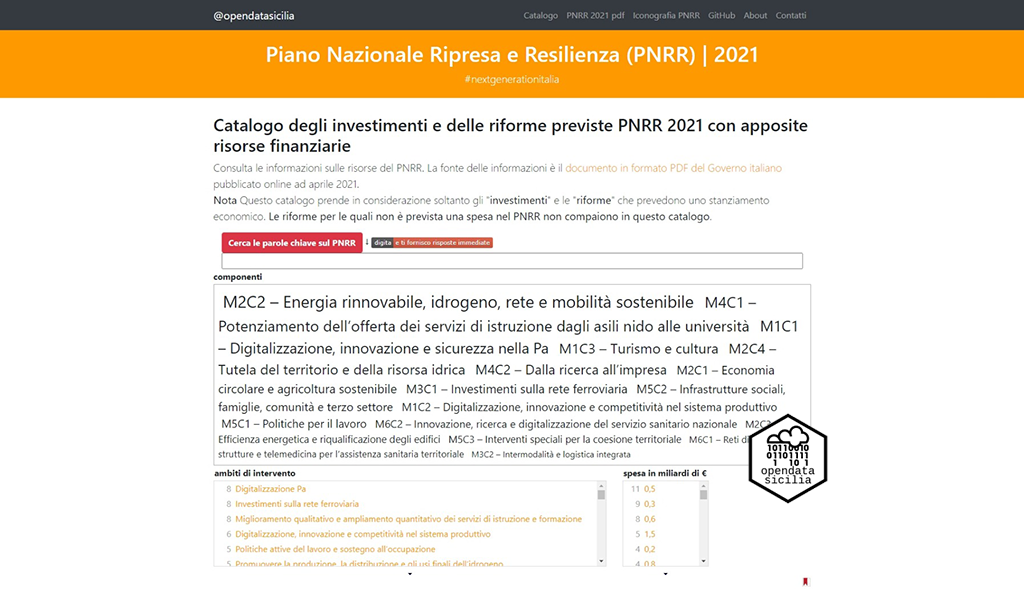 @opendatasicilia
Catalogo PNRR 2021 pdf Iconografia PNRR GitHub About Contatti
Piano Nazionale Ripresa e Resilienza (PNRR) | 2021
#nextgenerationitalia
Catalogo degli investimenti e delle riforme previste PNRR 2021 con apposite
risorse finanziarie
Consulta le informazioni sulle risorse del PNRR. La fonte delle informazioni è il documento in formato PDF del Governo italiano
pubblicato online ad aprile 2021.
Nota Questo catalogo prende in considerazione soltanto gli "investimenti" e le "riforme" che prevedono uno stanziamento
economico. Le riforme per le quali non è prevista una spesa nel PNRR non compaiono in questo catalogo.
Cerca le parole chiave sul PNRR ↓ digita e ti fornisco risposte immediate
componenti
M2C2 – Energia rinnovabile, idrogeno, rete e mobilità sostenibile M4C1 –
Potenziamento dell'offerta dei servizi di istruzione dagli asili nido alle università M1C1
– Digitalizzazione, innovazione e sicurezza nella Pa M1C3 – Turismo e cultura M2C4 –
Tutela del territorio e della risorsa idrica M4C2 – Dalla ricerca all'impresa M2C1 – Economia
circolare e agricoltura sostenibile M3C1 – Investimenti sulla rete ferroviaria M5C2 – Infrastrutture sociali,
famiglie, comunità e terzo settore M1C2 – Digitalizzazione, innovazione e competitività nel sistema produttivo
M5C1 – Politiche per il lavoro M6C2 – Innovazione, ricerca e digitalizzazione del servizio sanitario nazionale M2C3
Efficienza energetica e riqualificazione degli edifici M5C3 – Interventi speciali per la coesione territoriale M6C1 – Reti di
strutture e telemedicina per l'assistenza sanitaria territoriale M3C2 – Intermodalità e logistica integrata
10110010
01101111
1 101
opendata
sicilia
ambiti di intervento
8 Digitalizzazione Pa
8 Investimenti sulla rete ferroviaria
8 Miglioramento qualitativo e ampliamento quantitativo dei servizi di istruzione e formazione
6 Digitalizzazione, innovazione e competitività nel sistema produttivo
5 Politiche attive del lavoro e sostegno all'occupazione
5 Promuovere la produzione, la distribuzione e gli usi finali dell'idrogeno
spesa in miliardi di €
11 0,5
9 0,3
8 0,6
5 1,5
4 0,2
4 0,8